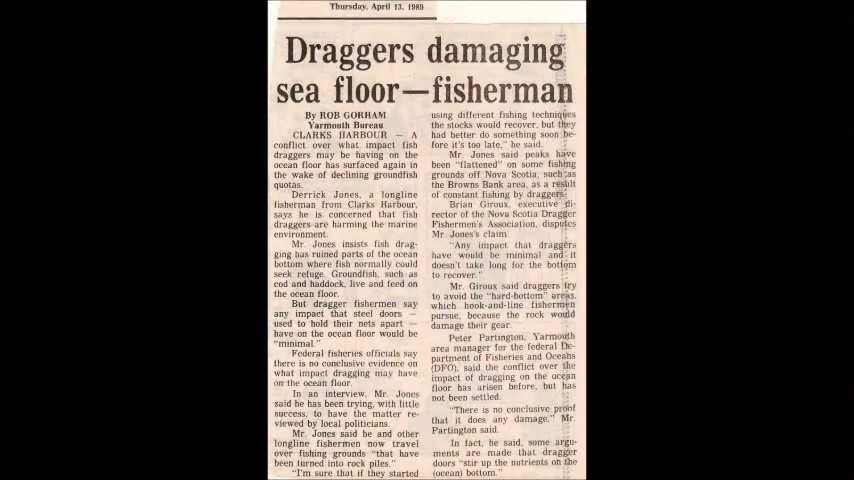 Thursday, April 13, 1989
Draggers damaging
sea floor—fisherman
By ROB GORHAM
Yarmouth Bureau
CLARKS HARBOUR — A
conflict over what impact fish
draggers may be having on the
ocean floor has surfaced again in
the wake of declining groundfish
quotas.
Derrick Jones, a longline
fisherman from Clarks Harbour,
says he is concerned that fish
draggers are harming the marine
environment.
Mr. Jones insists fish drag-
ging has ruined parts of the ocean
bottom where fish normally could
seek refuge. Groundfish, such as
cod and haddock, live and feed on
the ocean floor.
But dragger fishermen say
any impact that steel doors —
used to hold their nets apart —
have on the ocean floor would be
"minimal."
Federal fisheries officials say
there is no conclusive evidence on
what impact dragging may have
on the ocean floor.
In an interview, Mr. Jones
said he has been trying, with little
success, to have the matter re-
viewed by local politicians.
Mr. Jones said he and other
longline fishermen now travel
over fishing grounds "that have
been turned into rock piles."
"I'm sure that if they started
using different fishing techniques
the stocks would recover, but they
had better do something soon be-
fore it's too late," he said.
Mr. Jones said peaks have
been "flattened" on some fishing
grounds off Nova Scotia, such as
the Browns Bank area, as a result
of constant fishing by draggers.
Brian Giroux, executive di-
rector of the Nova Scotia Dragger
Fishermen's Association, disputes
Mr. Jones's claim.
"Any impact that draggers
have would be minimal and it
doesn't take long for the bottom
to recover."
Mr. Giroux said draggers try
to avoid the "hard-bottom" areas,
which hook-and-line fishermen
pursue, because the rock would
damage their gear.
Peter Partington, Yarmouth
area manager for the federal De-
partment of Fisheries and Oceans
(DFO), said the conflict over the
impact of dragging on the ocean
floor has arisen before, but has
not been settled.
"There is no conclusive proof
that it does any damage," Mr.
Partington said.
In fact, he said, some argu-
ments are made that dragger
doors "stir up the nutrients on the
(ocean) bottom."